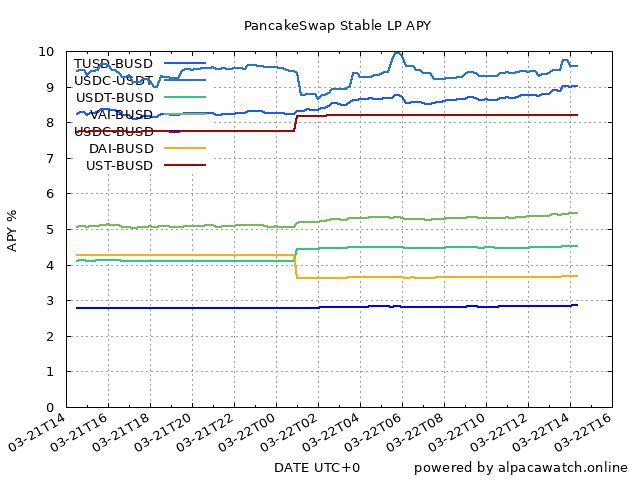 PancakeSwap Stable LP APY
10
9
8
7
6
5
4
3
2
1
0
APY %
TUSD-BUSD
USDC-USDT
USDT-BUSD
VAI-BUSD
USDC-BUSD
DAI-BUSD
UST-BUSD
03-21T14
03-21T16
03-21T18
03-21T20
03-21T22
03-22T00
03-22T02
03-22T04
03-22T06
03-22T08
03-22T10
03-22T12
03-22T14
03-22T16
DATE UTC+0
powered by alpacawatch.online